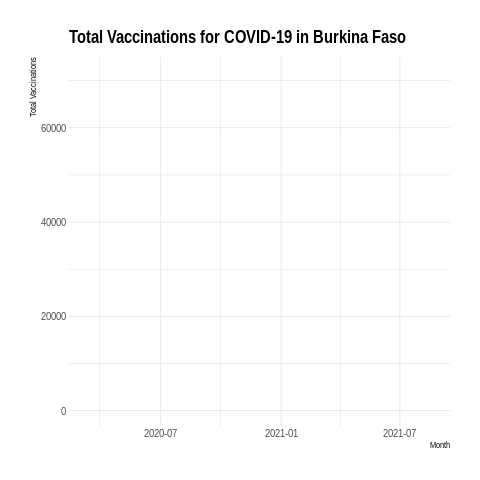 Total Vaccinations for COVID-19 in Burkina Faso
Total Vaccinations
60000
40000
20000
0
2020-07 2021-01 2021-07
Month